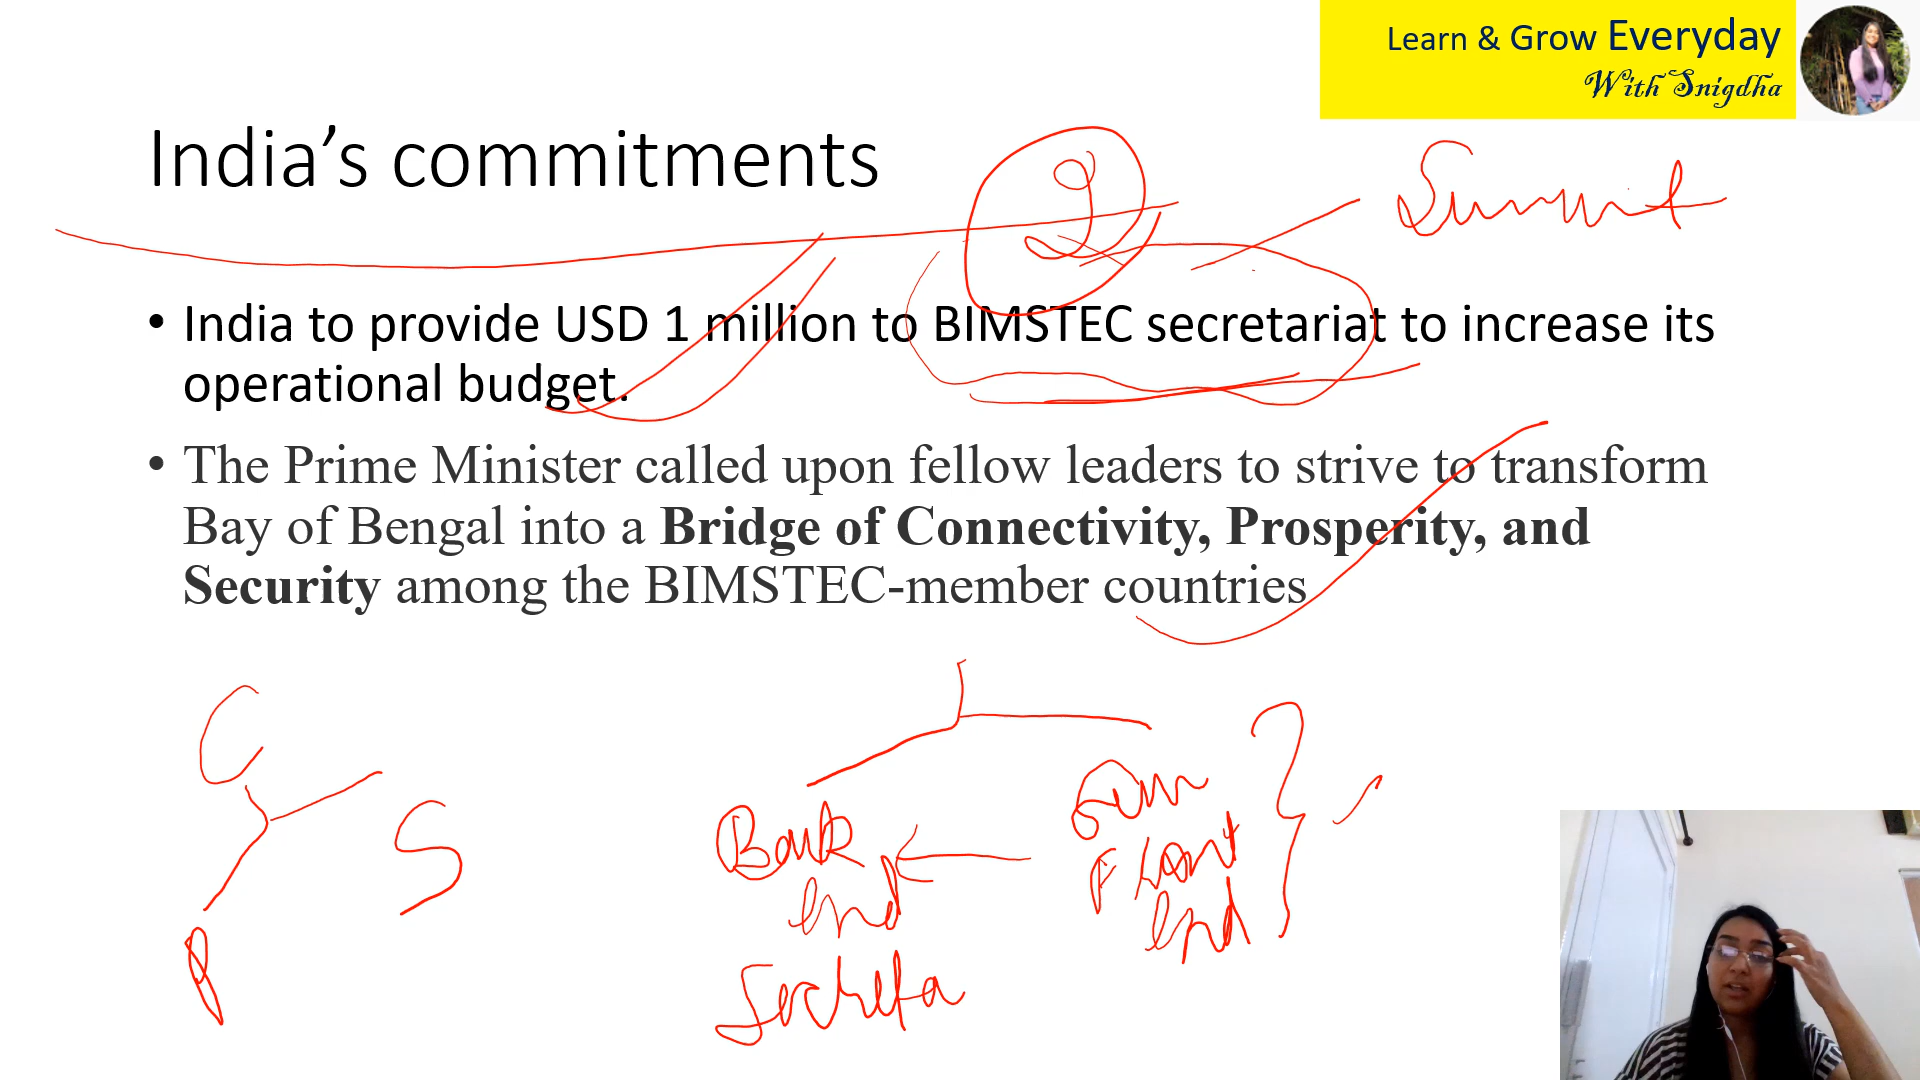 Learn & Grow Everyday
With Snigdha
India's commitments
Summit
• India to provide USD 1 million to BIMSTEC secretariat to increase its
operational budget.
• The Prime Minister called upon fellow leaders to strive to transform
Bay of Bengal into a Bridge of Connectivity, Prosperity, and
Security among the BIMSTEC-member countries
C
S
P
Back
End
Front
End